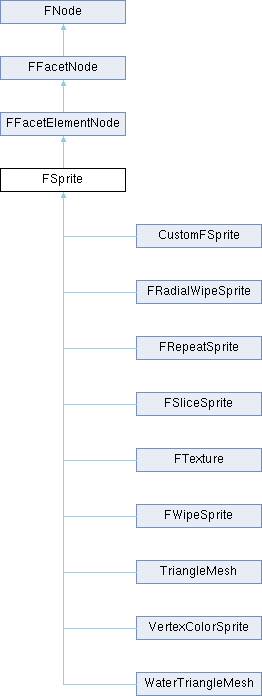 FNode
FFacetNode
FFacetElementNode
FSprite
CustomFSprite
FRadialWipeSprite
FRepeatSprite
FSliceSprite
FTexture
FWipeSprite
TriangleMesh
VertexColorSprite
WaterTriangleMesh